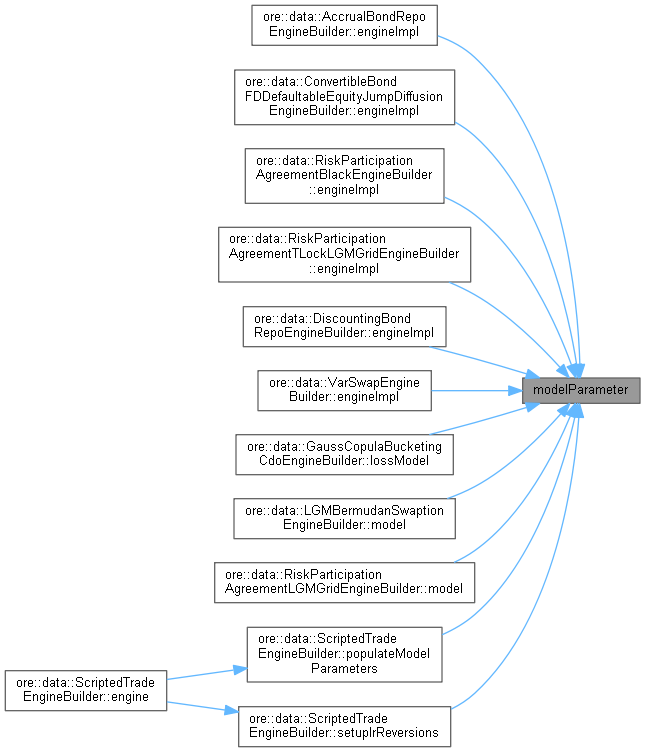 ore::data::AccrualBondRepo
EngineBuilder::engineImpl
ore::data::ConvertibleBond
FDDefaultableEquityJumpDiffusion
EngineBuilder::engineImpl
ore::data::RiskParticipation
AgreementBlackEngineBuilder
::engineImpl
ore::data::RiskParticipation
AgreementTLockLGMGridEngineBuilder
::engineImpl
ore::data::DiscountingBond
RepoEngineBuilder::engineImpl
ore::data::VarSwapEngine
Builder::engineImpl
modelParameter
ore::data::GaussCopulaBucketing
CdoEngineBuilder::lossModel
ore::data::LGMBermudanSwaption
EngineBuilder::model
ore::data::RiskParticipation
AgreementLGMGridEngineBuilder::model
ore::data::ScriptedTrade
EngineBuilder::populateModel
Parameters
ore::data::ScriptedTrade
EngineBuilder::engine
ore::data::ScriptedTrade
EngineBuilder::setupIrReversions